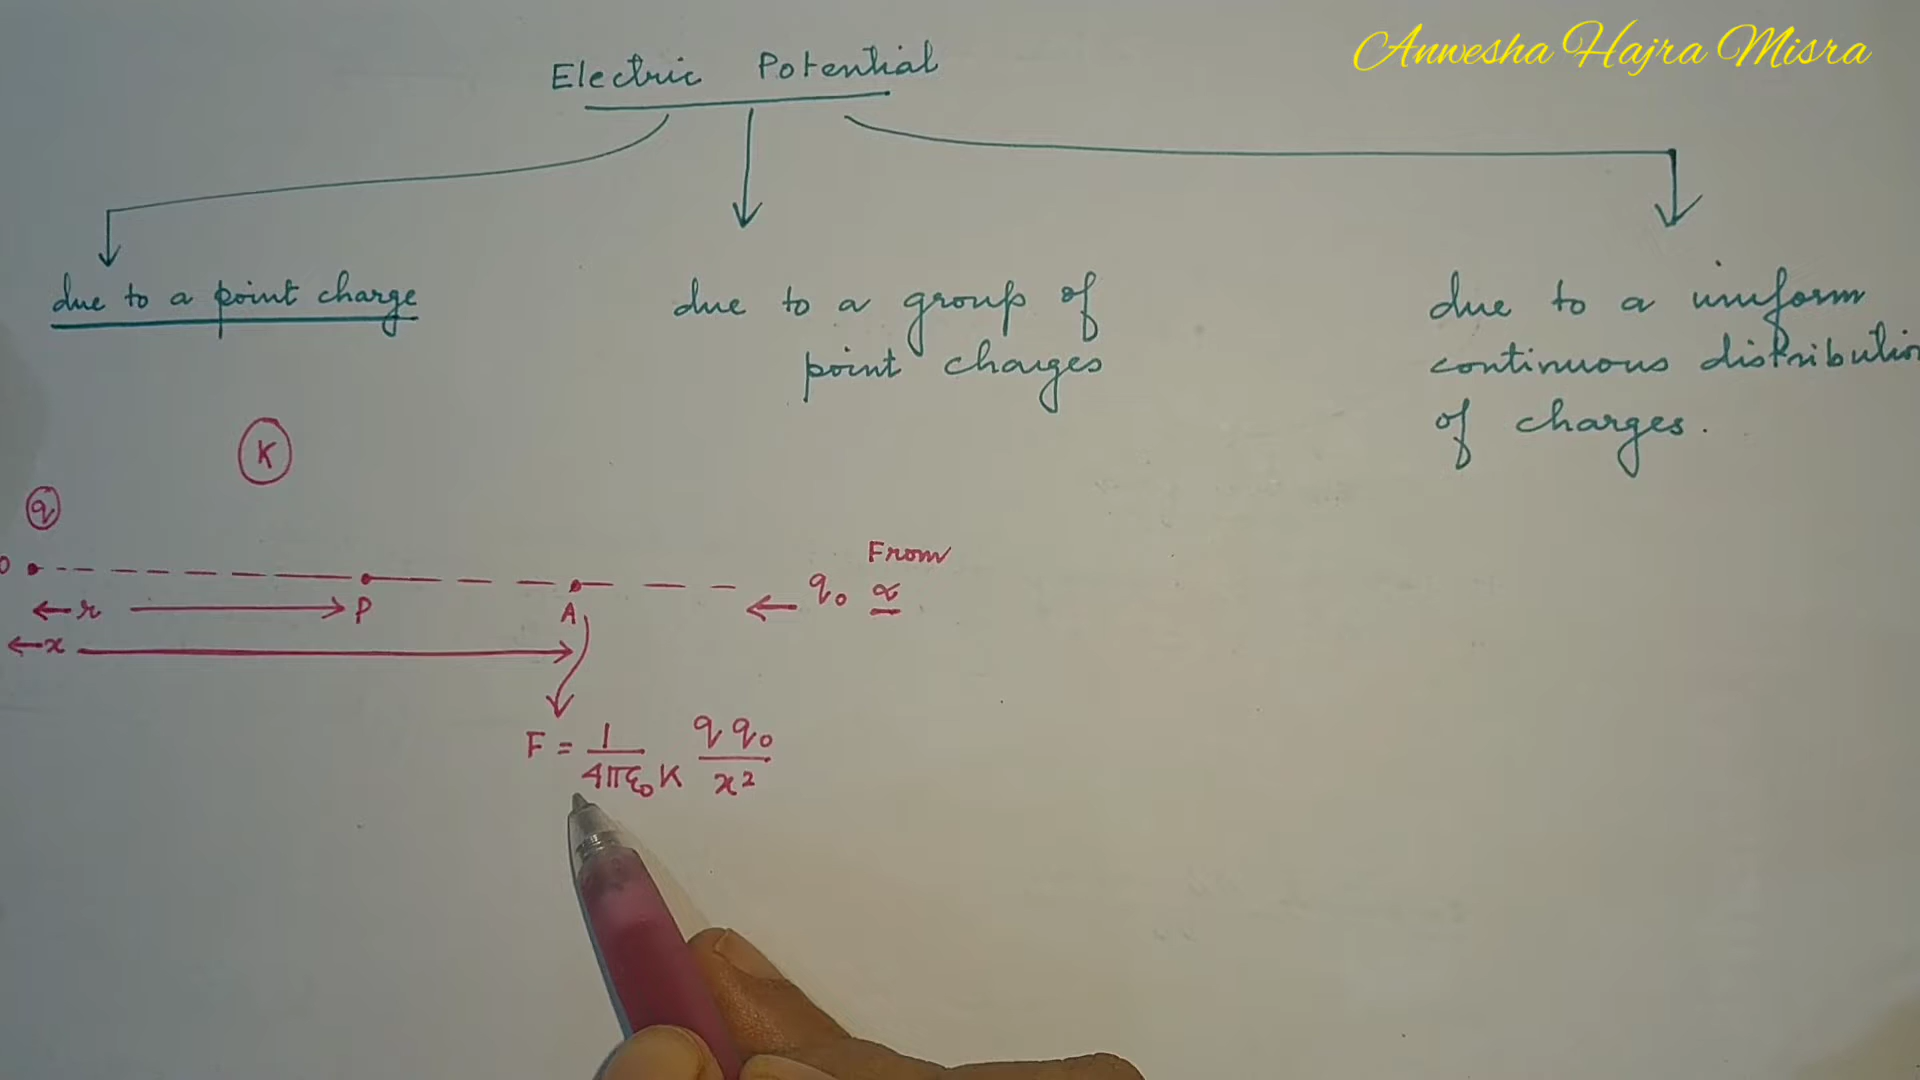 Anwesha Hajra Misra
Electric Potential
due to a point charge
due to a group of
point charges
due to a uniform
continuous distribution
of charges.
K
q
O
P
A
← q₀ ∝
From
← r →
← x →
F = 1/4πε₀K qq₀/x²